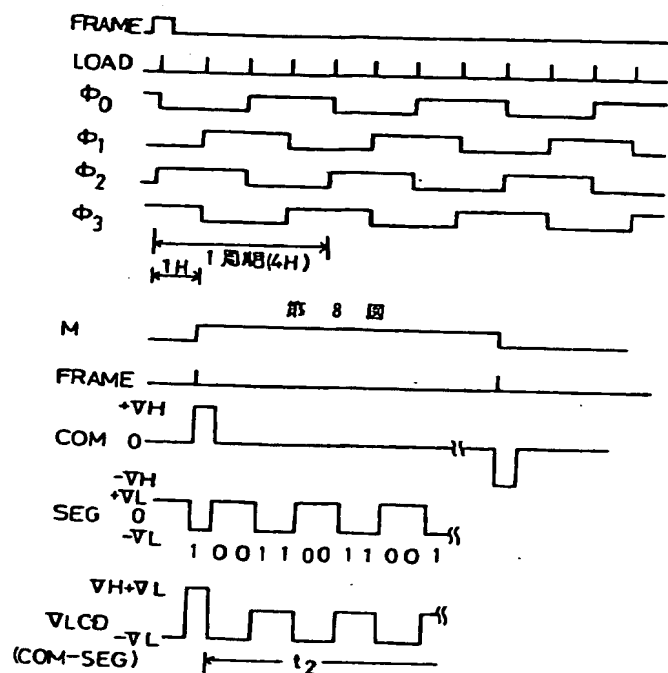 FRAME
LOAD
Φ0
Φ1
Φ2
Φ3
1H
1周期(4H)
第 8 図
M
FRAME
+VH
COM 0
-VH
+VL
SEG 0
-VL
1 0 0 1 1 0 0 1 1 0 0 1
VH+VL
VLCD
-VL
(COM-SEG)
t2